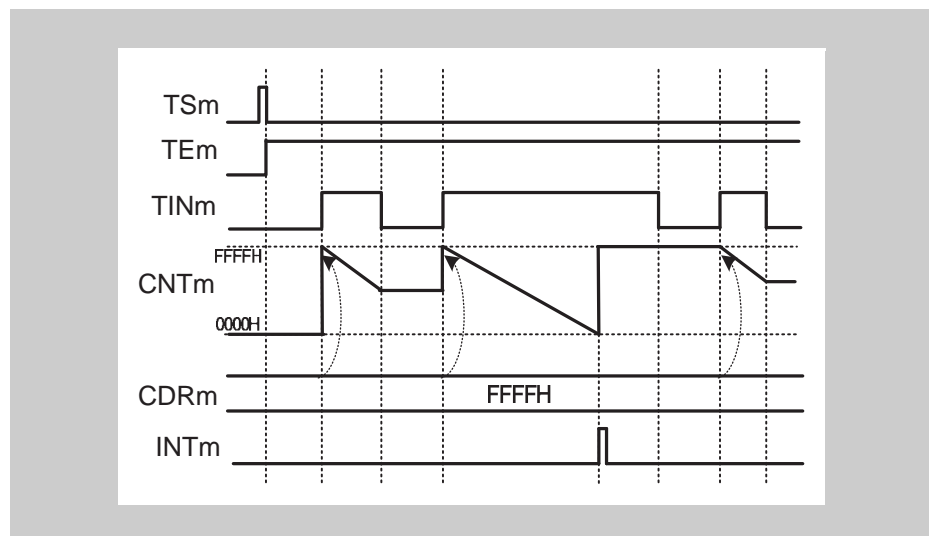 TSm
TEm
TINm
FFFFH
CNTm
0000H
CDRm
FFFFH
INTm